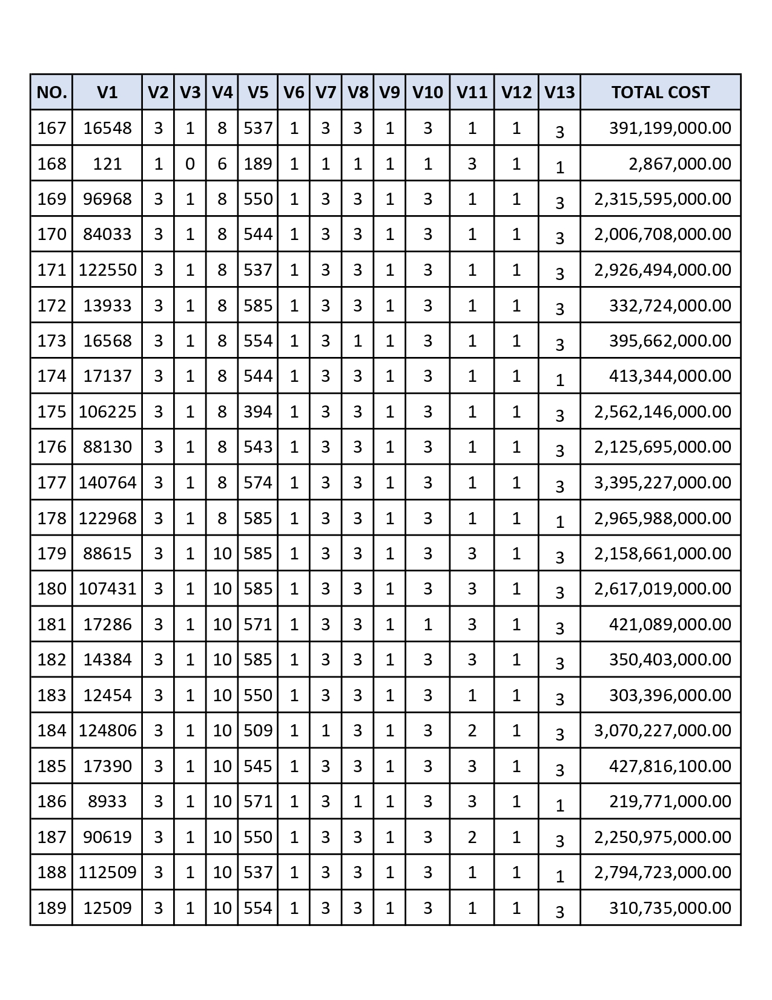 NO. V1 V2 V3 V4 V5 V6 V7 V8 V9 V10 V11 V12 V13 TOTAL COST
167 16548 3 1 8 537 1 3 3 1 3 1 1 3 391,199,000.00
168 121 1 0 6 189 1 1 1 1 1 3 1 1 2,867,000.00
169 96968 3 1 8 550 1 3 3 1 3 1 1 3 2,315,595,000.00
170 84033 3 1 8 544 1 3 3 1 3 1 1 3 2,006,708,000.00
171 122550 3 1 8 537 1 3 3 1 3 1 1 3 2,926,494,000.00
172 13933 3 1 8 585 1 3 3 1 3 1 1 3 332,724,000.00
173 16568 3 1 8 554 1 3 1 1 3 1 1 3 395,662,000.00
174 17137 3 1 8 544 1 3 3 1 3 1 1 1 413,344,000.00
175 106225 3 1 8 394 1 3 3 1 3 1 1 3 2,562,146,000.00
176 88130 3 1 8 543 1 3 3 1 3 1 1 3 2,125,695,000.00
177 140764 3 1 8 574 1 3 3 1 3 1 1 3 3,395,227,000.00
178 122968 3 1 8 585 1 3 3 1 3 1 1 1 2,965,988,000.00
179 88615 3 1 10 585 1 3 3 1 3 3 1 3 2,158,661,000.00
180 107431 3 1 10 585 1 3 3 1 3 3 1 3 2,617,019,000.00
181 17286 3 1 10 571 1 3 3 1 1 3 1 3 421,089,000.00
182 14384 3 1 10 585 1 3 3 1 3 3 1 3 350,403,000.00
183 12454 3 1 10 550 1 3 3 1 3 1 1 3 303,396,000.00
184 124806 3 1 10 509 1 1 3 1 3 2 1 3 3,070,227,000.00
185 17390 3 1 10 545 1 3 3 1 3 3 1 3 427,816,100.00
186 8933 3 1 10 571 1 3 1 1 3 3 1 1 219,771,000.00
187 90619 3 1 10 550 1 3 3 1 3 2 1 3 2,250,975,000.00
188 112509 3 1 10 537 1 3 3 1 3 1 1 1 2,794,723,000.00
189 12509 3 1 10 554 1 3 3 1 3 1 1 3 310,735,000.00